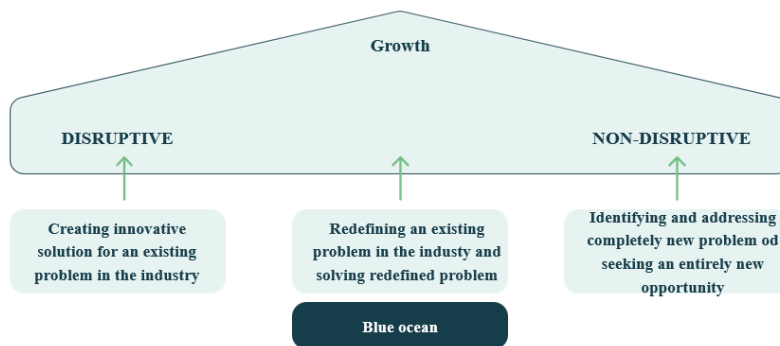 Growth
DISRUPTIVE
NON-DISRUPTIVE
Creating innovative
solution for an existing
problem in the industry
Redefining an existing
problem in the industy and
solving redefined problem
Identifying and addressing
completely new problem od
seeking an entirely new
opportunity
Blue ocean